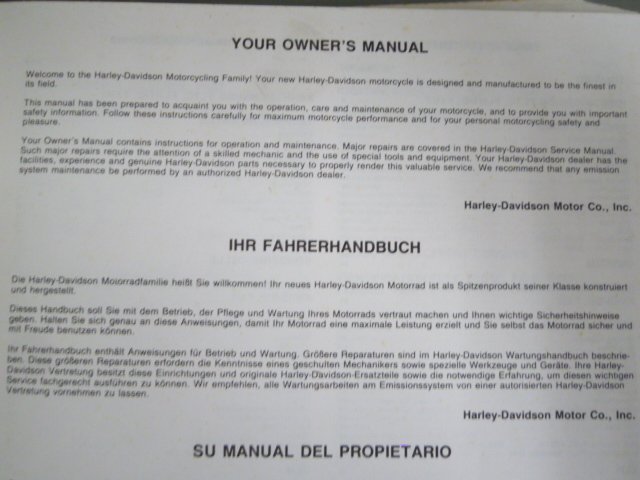 YOUR OWNER'S MANUAL
Welcome to the Harley-Davidson Motorcycling Family! Your new Harley-Davidson motorcycle is designed and manufactured to be the finest in
its field.
This manual has been prepared to acquaint you with the operation, care and maintenance of your motorcycle, and to provide you with important
safety information. Follow these instructions carefully for maximum motorcycle performance and for your personal motorcycling safety and
pleasure.
Your Owner's Manual contains instructions for operation and maintenance. Major repairs are covered in the Harley-Davidson Service Manual.
Such major repairs require the attention of a skilled mechanic and the use of special tools and equipment. Your Harley-Davidson dealer has the
facilities, experience and genuine Harley-Davidson parts necessary to properly render this valuable service. We recommend that any emission
system maintenance be performed by an authorized Harley-Davidson dealer.
Harley-Davidson Motor Co., Inc.
IHR FAHRERHANDBUCH
Die Harley-Davidson Motorradfamilie heißt Sie willkommen! Ihr neues Harley-Davidson Motorrad ist als Spitzenprodukt seiner Klasse konstruiert
und hergestellt.
Dieses Handbuch soll Sie mit dem Betrieb, der Pflege und Wartung Ihres Motorrads vertraut machen und Ihnen wichtige Sicherheitshinweise
geben. Halten Sie sich genau an diese Anweisungen, damit Ihr Motorrad eine maximale Leistung erzielt und Sie selbst das Motorrad sicher und
mit Freude benutzen können.
Ihr Fahrerhandbuch enthält Anweisungen für Betrieb und Wartung. Größere Reparaturen sind im Harley-Davidson Wartungshandbuch beschrie-
ben. Diese größeren Reparaturen erfordern die Kenntnisse eines geschulten Mechanikers sowie spezielle Werkzeuge und Geräte. Ihre Harley-
Davidson Vertretung besitzt diese Einrichtungen und originale Harley-Davidson-Ersatzteile sowie die notwendige Erfahrung, um diesen wichtigen
Service fachgerecht ausführen zu können. Wir empfehlen, alle Wartungsarbeiten am Emissionssystem von einer autorisierten Harley-Davidson
Vertretung vornehmen zu lassen.
Harley-Davidson Motor Co., Inc.
SU MANUAL DEL PROPIETARIO